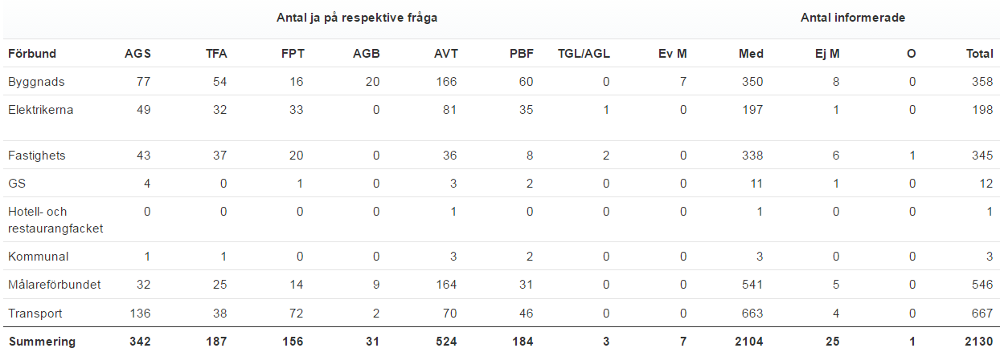 Antal ja på respektive fråga Antal informerade
Förbund AGS TFA FPT AGB AVT PBF TGL/AGL Ev M Med Ej M O Total
Byggnads 77 54 16 20 166 60 0 7 350 8 0 358
Elektrikerna 49 32 33 0 81 35 1 0 197 1 0 198
Fastighets 43 37 20 0 36 8 2 0 338 6 1 345
GS 4 0 1 0 3 2 0 0 11 1 0 12
Hotell- och 0 0 0 0 1 0 0 0 1 0 0 1
restaurangfacket
Kommunal 1 1 0 0 3 2 0 0 3 0 0 3
Målareförbundet 32 25 14 9 164 31 0 0 541 5 0 546
Transport 136 38 72 2 70 46 0 0 663 4 0 667
Summering 342 187 156 31 524 184 3 7 2104 25 1 2130